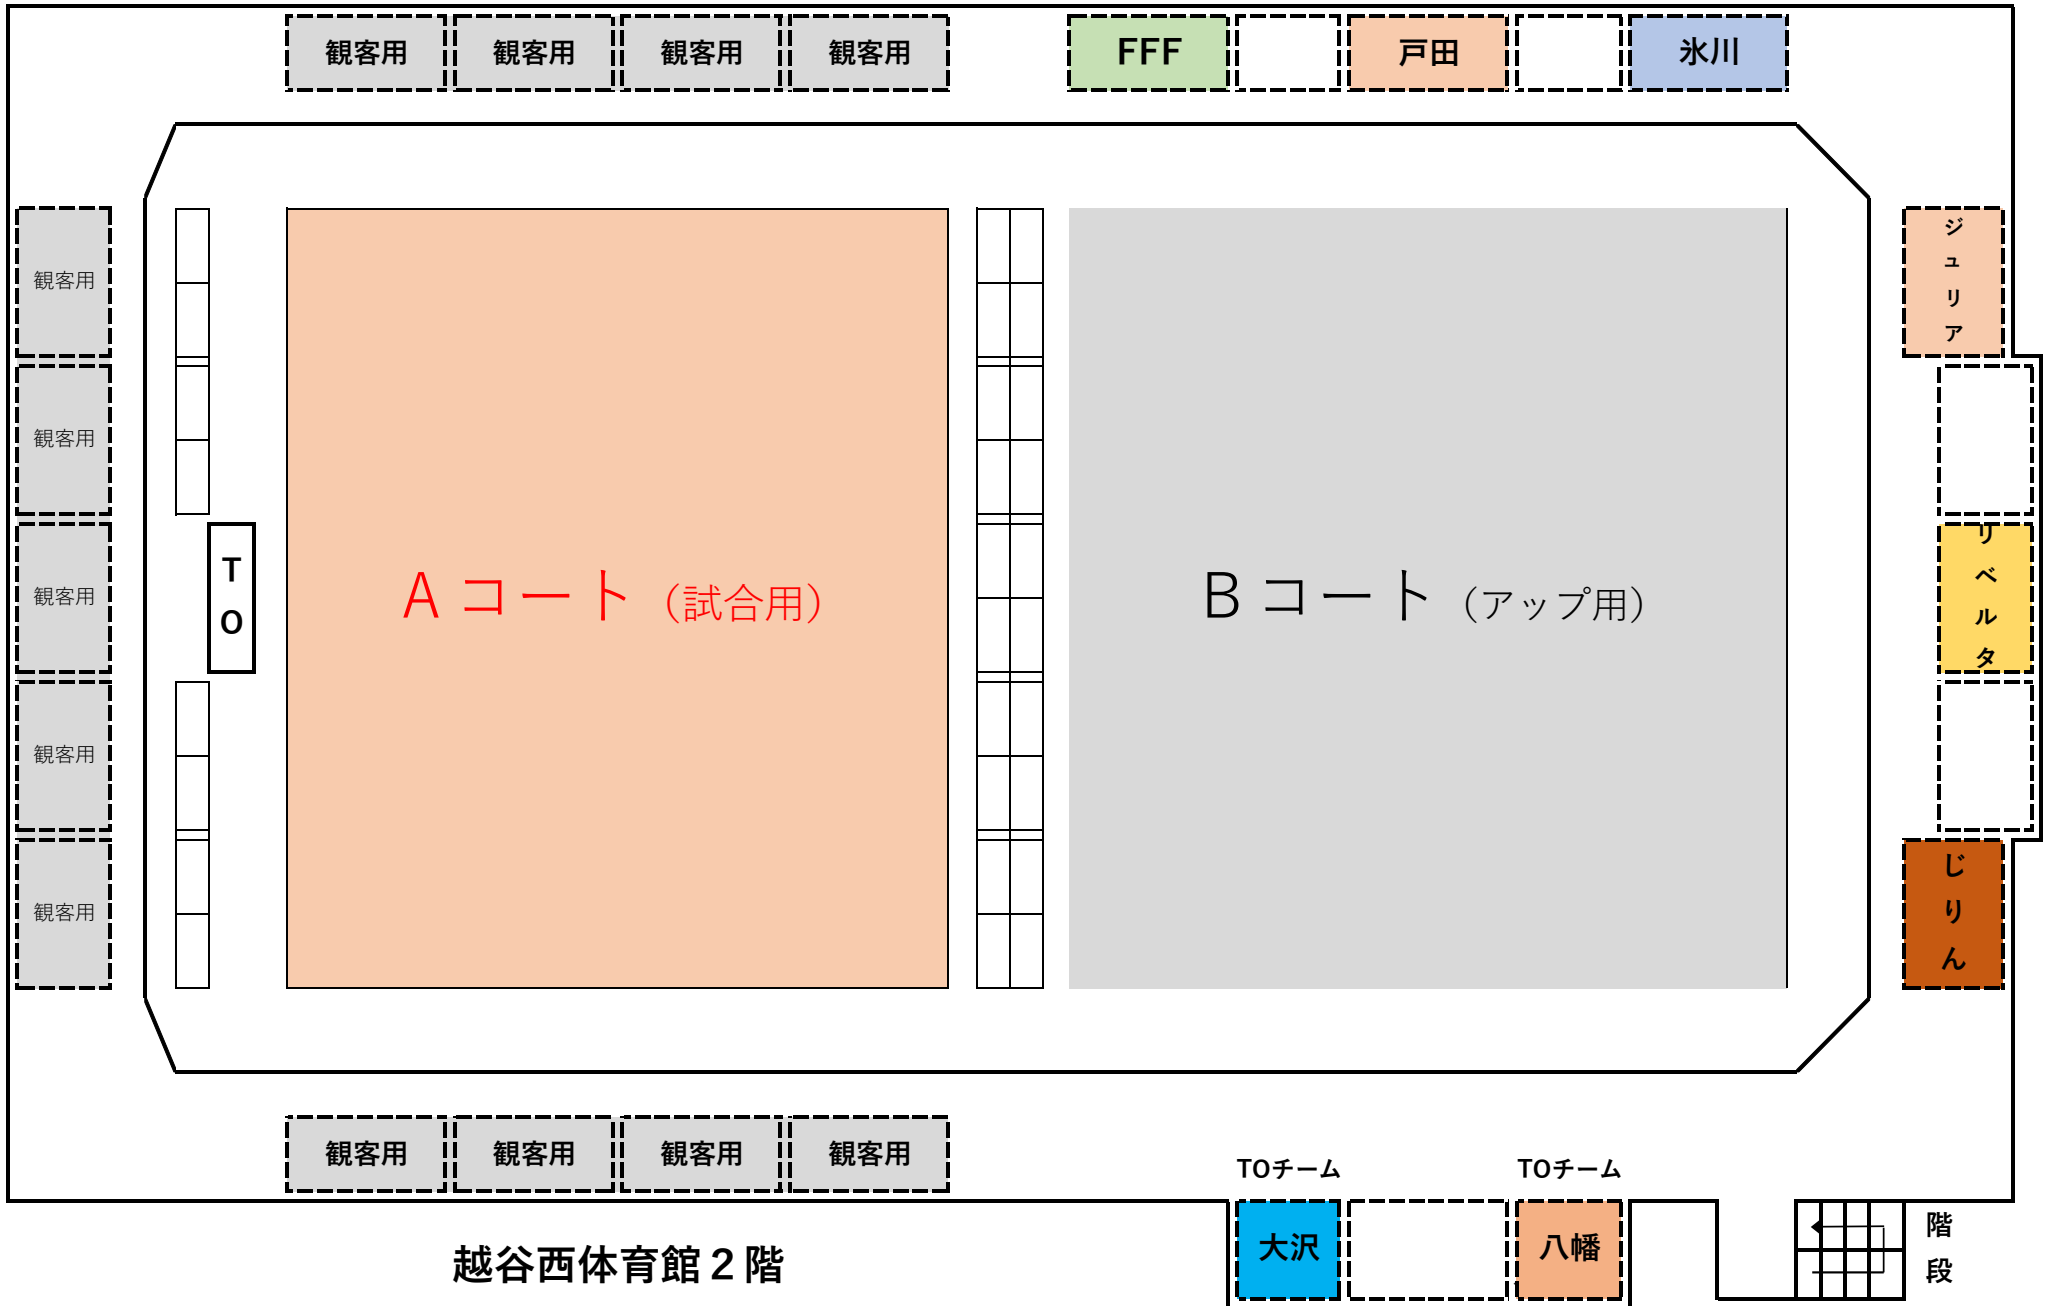 観客用 観客用 観客用 観客用 FFF 戸田 氷川
観客用
観客用
観客用
観客用
観客用
TO
Aコート（試合用）
Bコート（アップ用）
ジュリア
リベルタ
じりん
観客用 観客用 観客用 観客用
TOチーム TOチーム
大沢 八幡
階段
越谷西体育館２階